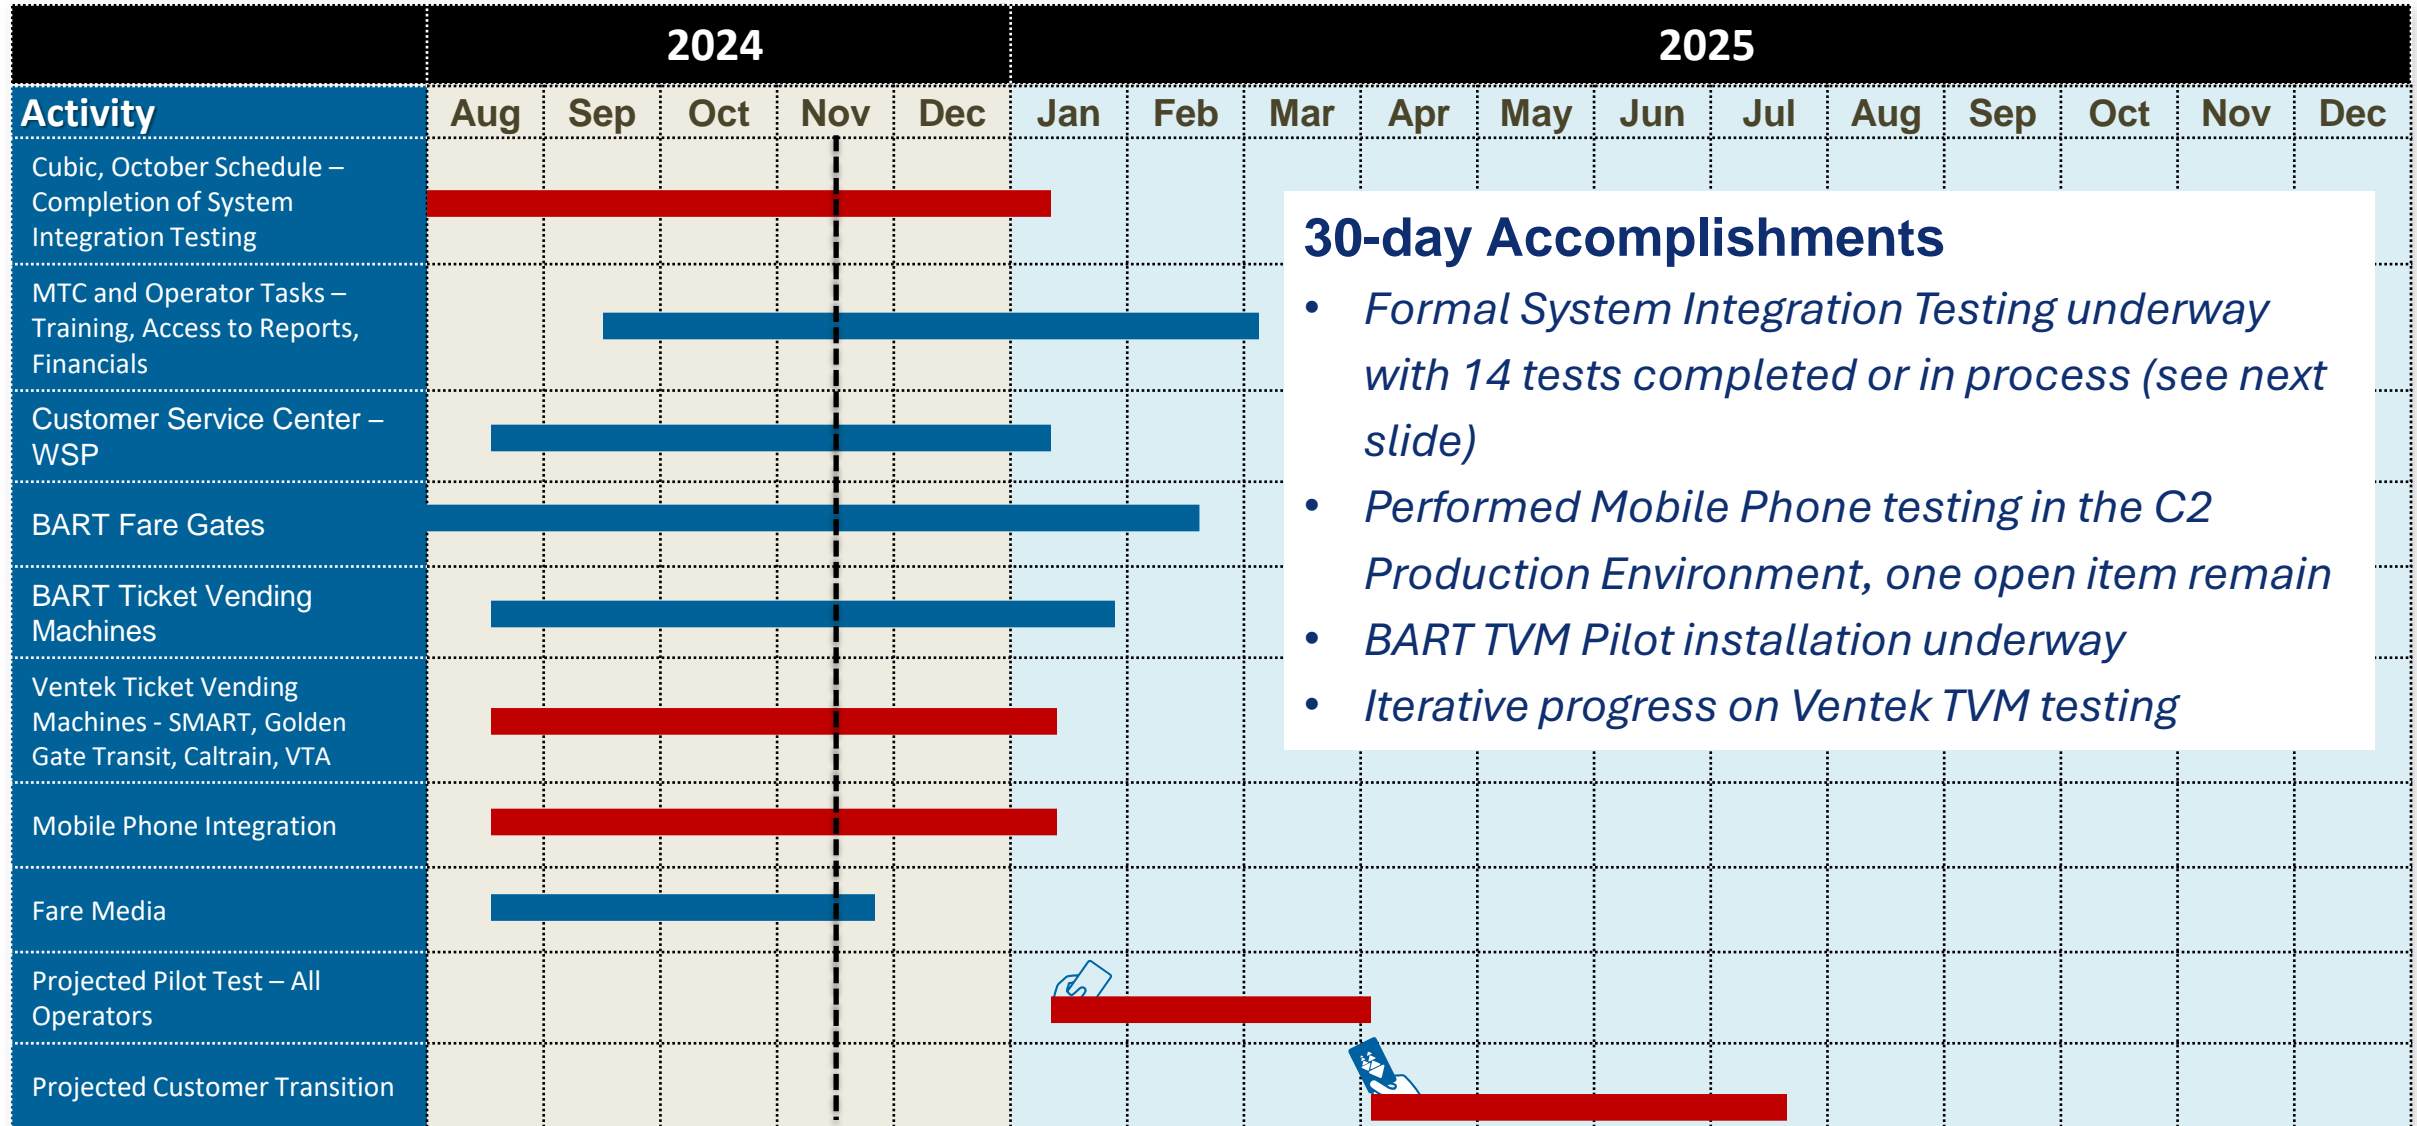 2024
2025
Activity
Aug Sep Oct Nov Dec Jan Feb Mar Apr May Jun Jul Aug Sep Oct Nov Dec
Cubic, October Schedule –
Completion of System
Integration Testing
MTC and Operator Tasks –
Training, Access to Reports,
Financials
Customer Service Center –
WSP
BART Fare Gates
BART Ticket Vending
Machines
Ventek Ticket Vending
Machines - SMART, Golden
Gate Transit, Caltrain, VTA
Mobile Phone Integration
Fare Media
Projected Pilot Test – All
Operators
Projected Customer Transition
30-day Accomplishments
• Formal System Integration Testing underway
with 14 tests completed or in process (see next
slide)
• Performed Mobile Phone testing in the C2
Production Environment, one open item remain
• BART TVM Pilot installation underway
• Iterative progress on Ventek TVM testing